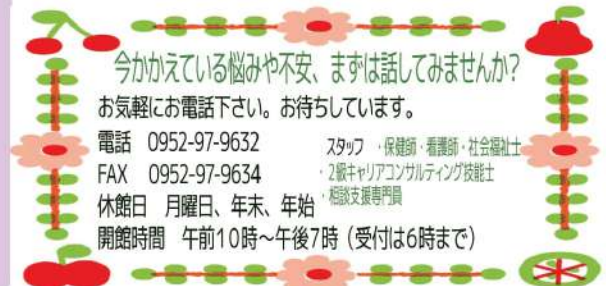 今かかえている悩みや不安、まずは話してみませんか?
お気軽にお電話下さい。お待ちしています。
電話 0952-97-9632
FAX 0952-97-9634
休館日 月曜日、年末、年始
開館時間 午前10時～午後7時（受付は6時まで）
スタッフ ・保健師・看護師・社会福祉士
・2級キャリアコンサルティング技能士
・相談支援専門員